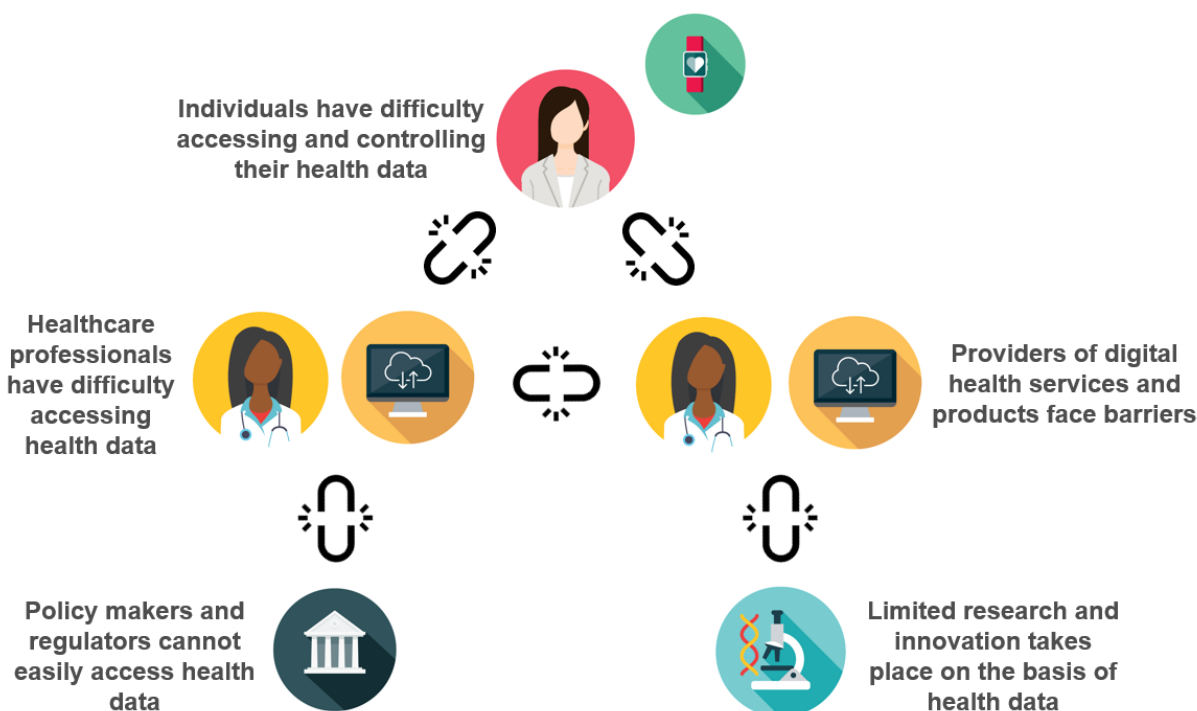 Individuals have difficulty
accessing and controlling
their health data
Healthcare
professionals
have difficulty
accessing
health data
Providers of digital
health services and
products face barriers
Policy makers and
regulators cannot
easily access health
data
Limited research and
innovation takes
place on the basis of
health data